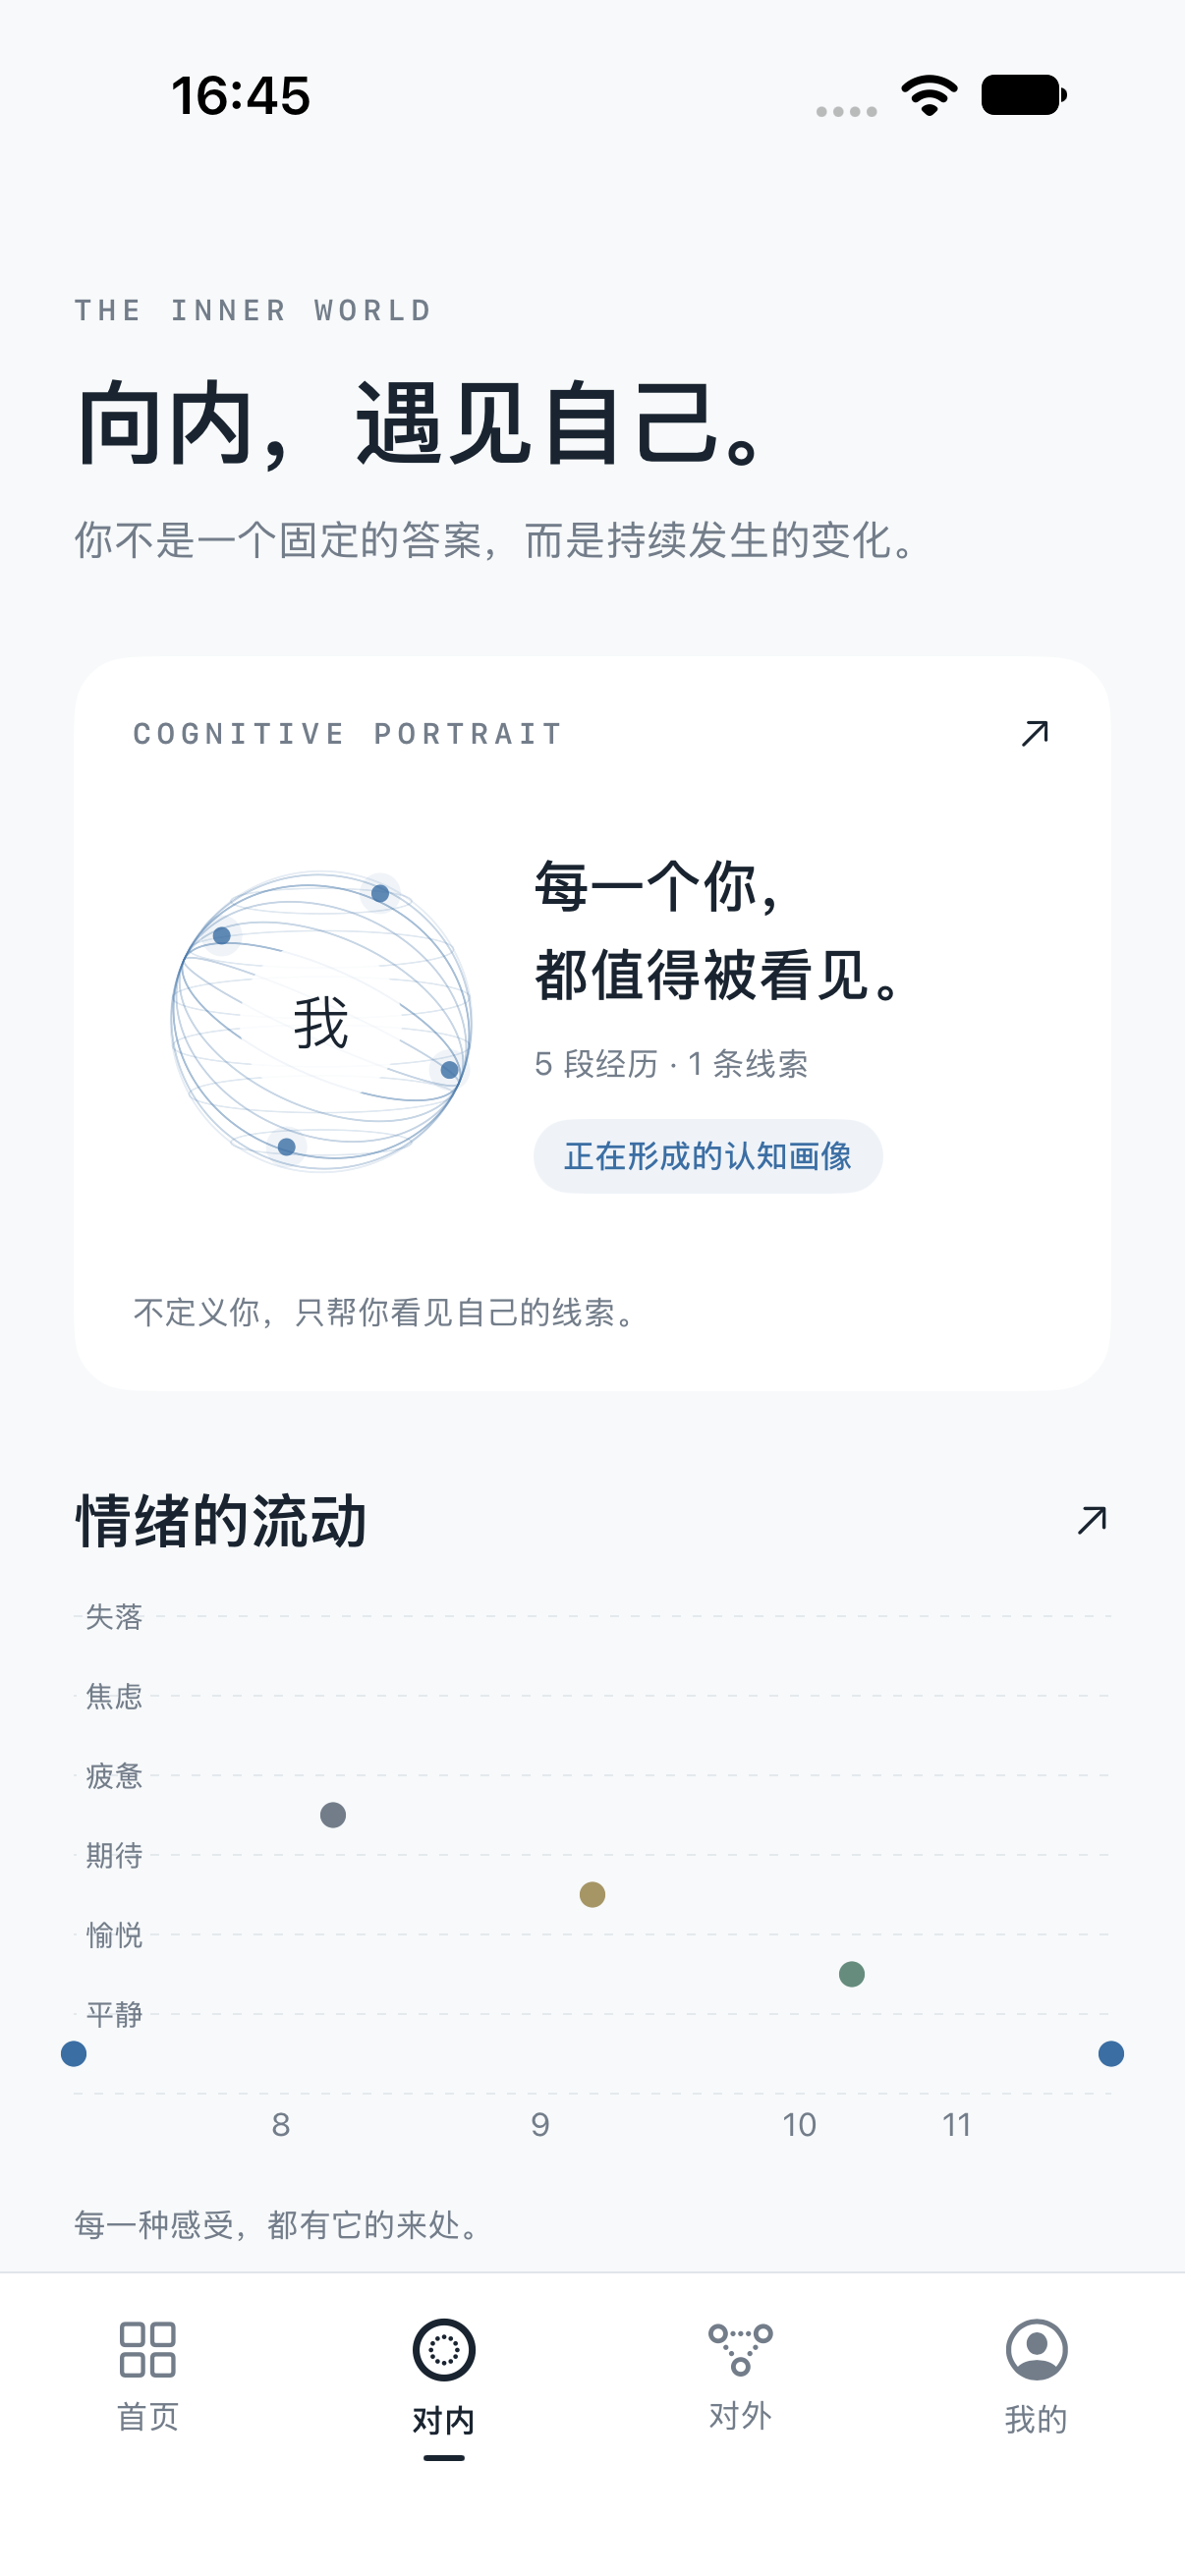 16:45
THE INNER WORLD
向内，遇见自己。
你不是一个固定的答案，而是持续发生的变化。
COGNITIVE PORTRAIT
我
每一个你，
都值得被看见。
5 段经历 · 1 条线索
正在形成的认知画像
不定义你，只帮你看见自己的线索。
情绪的流动
失落
焦虑
疲惫
期待
愉悦
平静
8 9 10 11
每一种感受，都有它的来处。
首页 对内 对外 我的